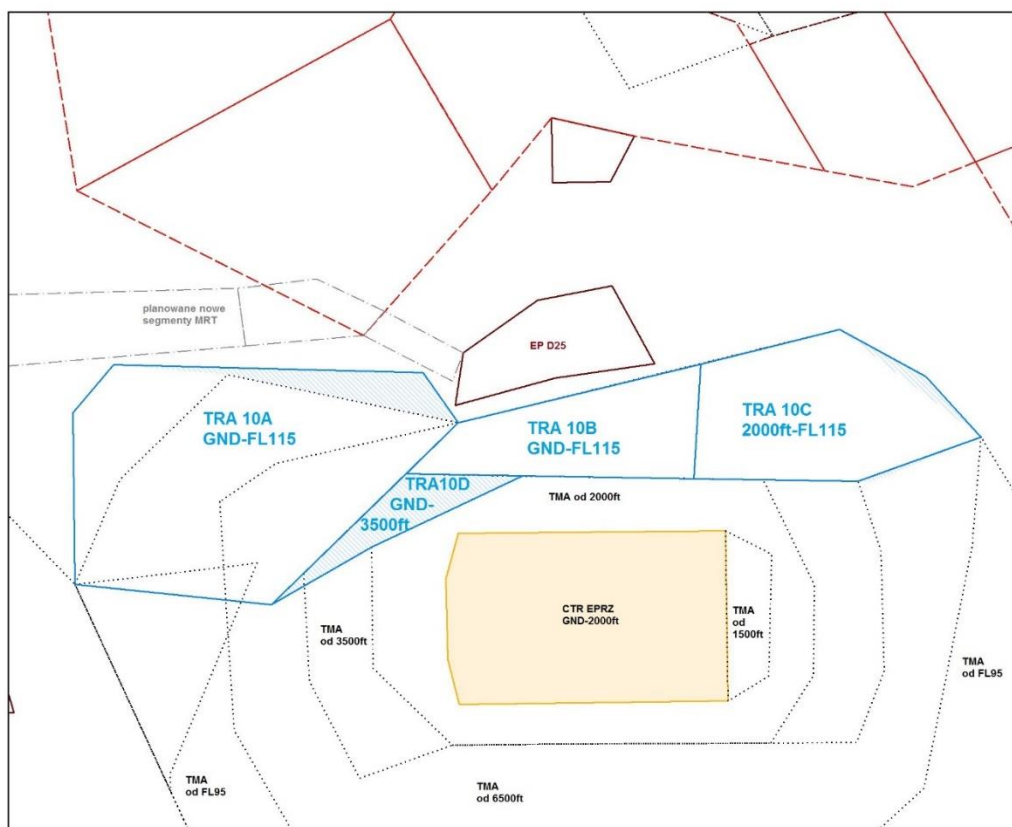 planowane nowe
segmenty MRT
EP D25
TRA 10A
GND-FL115
TRA 10B
GND-FL115
TRA 10C
2000ft-FL115
TRA10D
GND-
3500ft
TMA od 2000ft
CTR EPRZ
GND-2000ft
TMA
od
1500ft
TMA
od 3500ft
TMA
od FL95
TMA
od FL95
TMA
od 6500ft